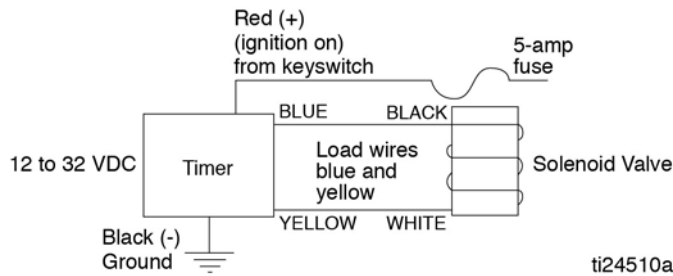 Red (+)
(ignition on)
from keyswitch
5-amp
fuse
BLUE
BLACK
12 to 32 VDC
Timer
Load wires
blue and
yellow
Solenoid Valve
YELLOW
WHITE
Black (-)
Ground
ti24510a